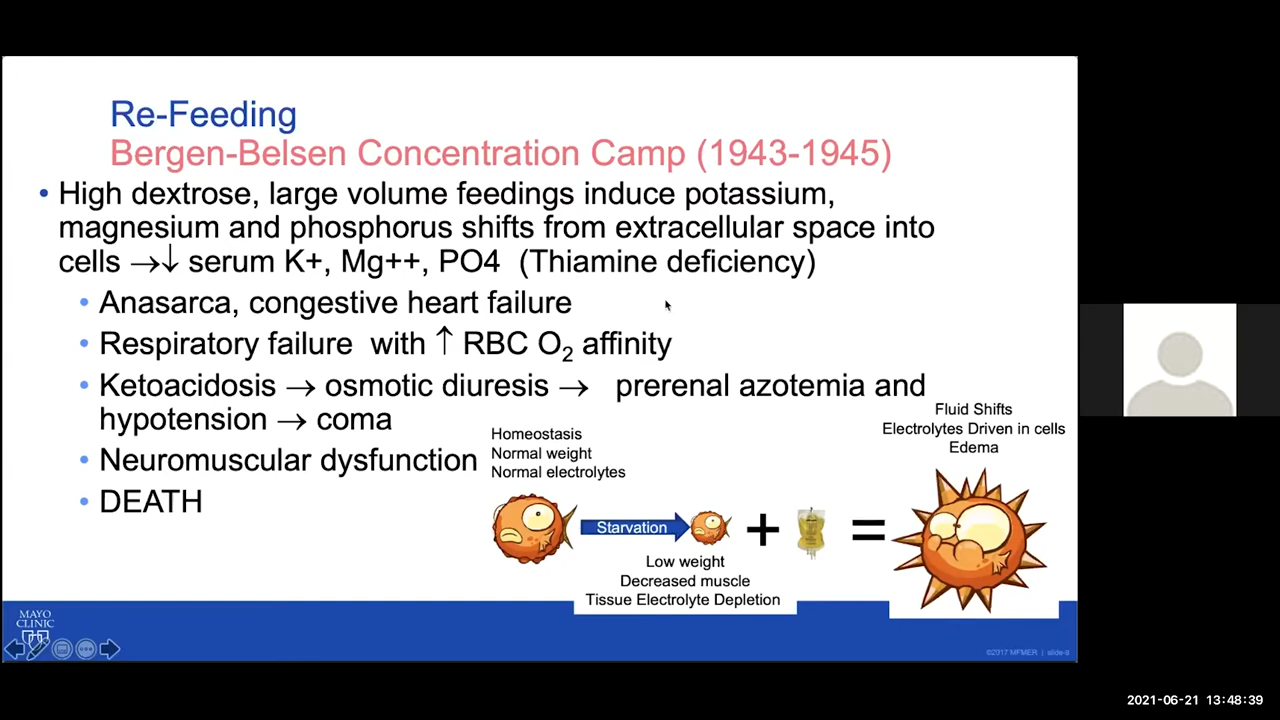 Re-Feeding
Bergen-Belsen Concentration Camp (1943-1945)
• High dextrose, large volume feedings induce potassium,
magnesium and phosphorus shifts from extracellular space into
cells →↓ serum K+, Mg++, PO4 (Thiamine deficiency)
• Anasarca, congestive heart failure
• Respiratory failure with ↑ RBC O₂ affinity
• Ketoacidosis → osmotic diuresis → prerenal azotemia and
hypotension → coma
• Neuromuscular dysfunction
• DEATH
Homeostasis
Normal weight
Normal electrolytes
Starvation
Low weight
Decreased muscle
Tissue Electrolyte Depletion
+
=
Fluid Shifts
Electrolytes Driven in cells
Edema
MAYO
CLINIC
©2017 MFMER | slide-9
2021-06-21 13:48:39